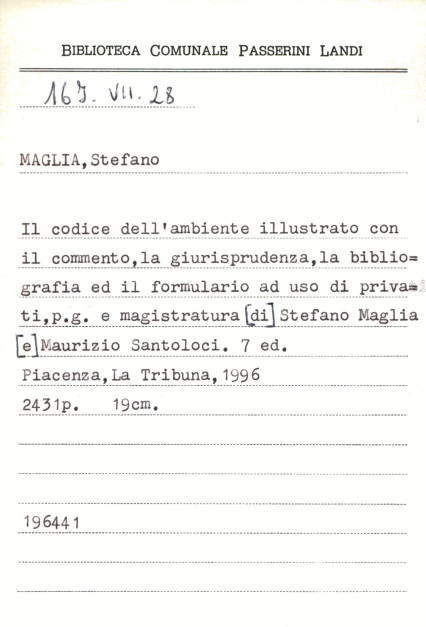 BIBLIOTECA COMUNALE PASSERINI LANDI
167. VII. 28
MAGLIA,Stefano
Il codice dell'ambiente illustrato con
il commento,la giurisprudenza,la biblio=
grafia ed il formulario ad uso di priva=
ti,p.g. e magistratura [di] Stefano Maglia
[e] Maurizio Santoloci. 7 ed.
Piacenza,La Tribuna,1996
2431p. 19cm.
196441